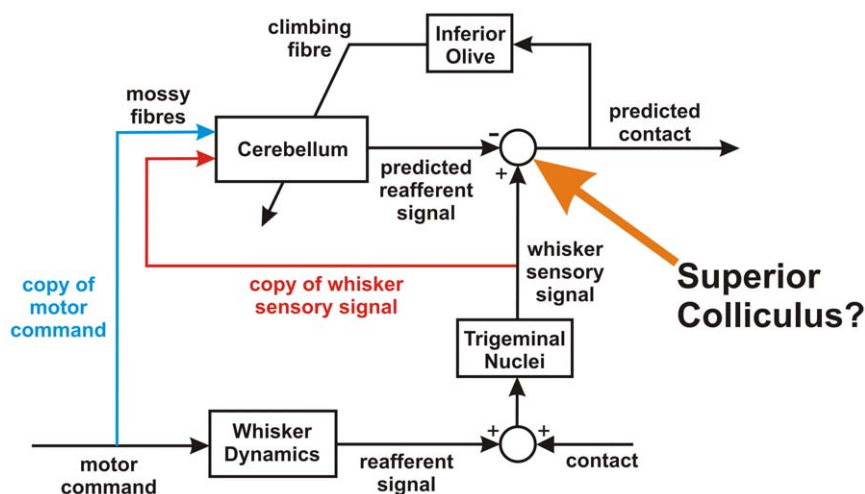 climbing
fibre
Inferior
Olive
mossy
fibres
predicted
contact
Cerebellum
-
+
predicted
reafferent
signal
whisker
sensory
signal
copy of
motor
command
copy of whisker
sensory signal
Superior
Colliculus?
Trigeminal
Nuclei
Whisker
Dynamics
+
+
motor
command
reafferent
signal
contact